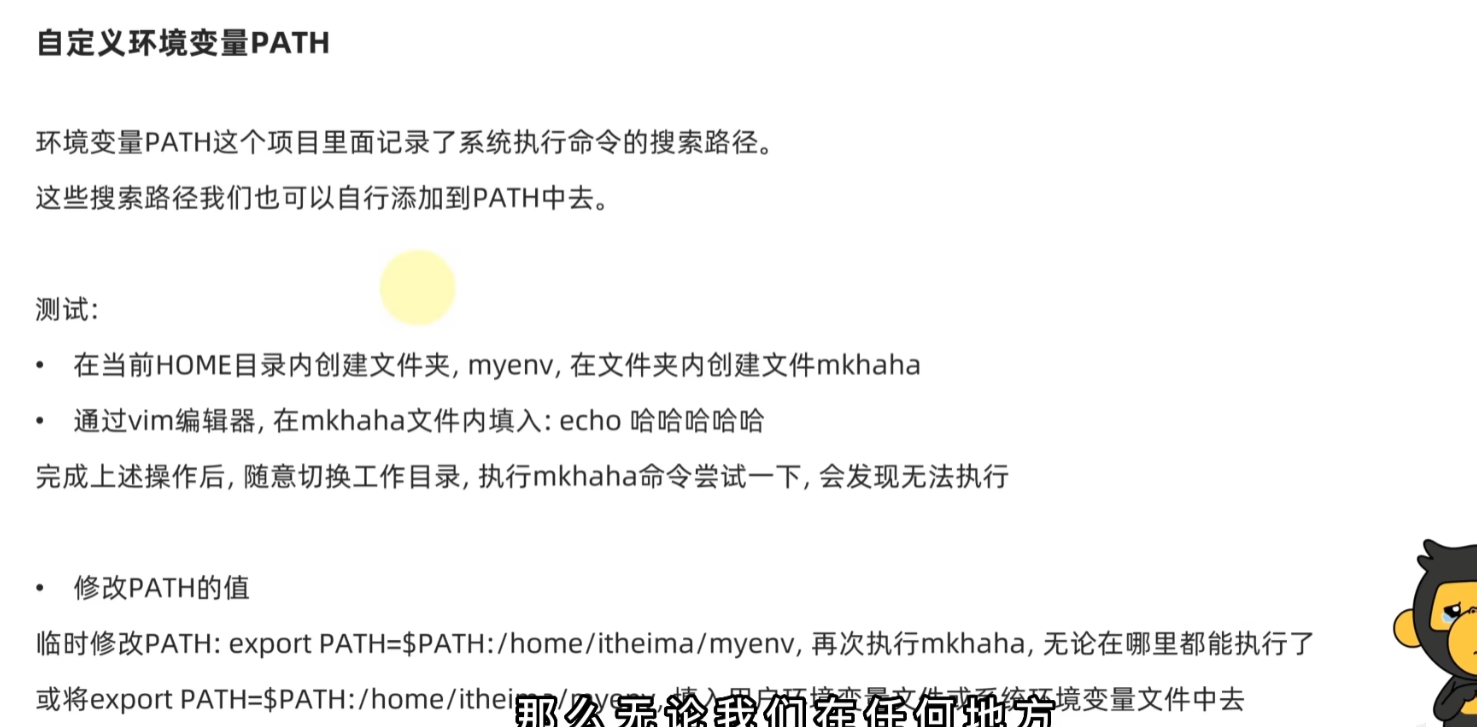 自定义环境变量PATH
环境变量PATH这个项目里面记录了系统执行命令的搜索路径。
这些搜索路径我们也可以自行添加到PATH中去。
测试：
• 在当前HOME目录内创建文件夹, myenv, 在文件夹内创建文件mkhaha
• 通过vim编辑器, 在mkhaha文件内填入: echo 哈哈哈哈哈
完成上述操作后, 随意切换工作目录, 执行mkhaha命令尝试一下, 会发现无法执行
• 修改PATH的值
临时修改PATH: export PATH=$PATH:/home/itheima/myenv, 再次执行mkhaha, 无论在哪里都能执行了
或将export PATH=$PATH:/home/itheima/myenv, 填入用户环境变量文件或系统环境变量文件中去
那么无论我们在任何地方